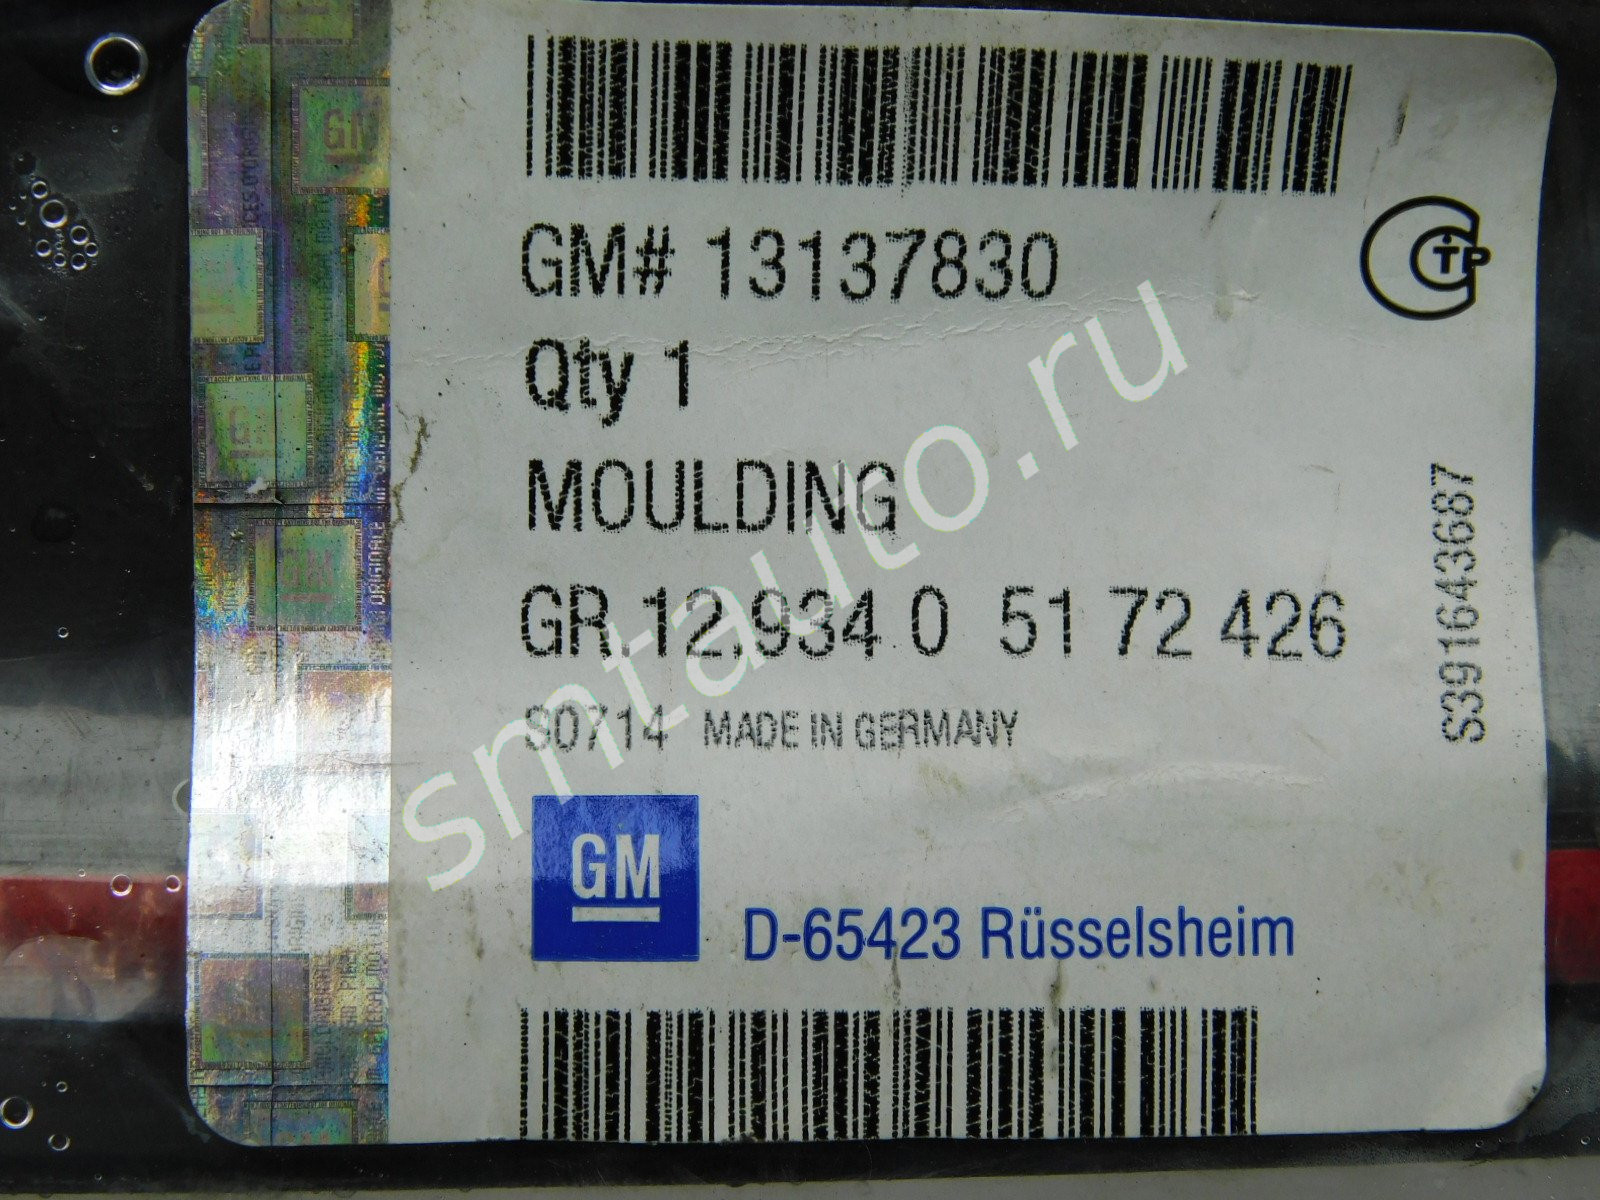 GM# 13137830
Qty 1
MOULDING
GR.12.934 0 51 72 426
S0714 MADE IN GERMANY
S391643687
GM
D-65423 Rüsselsheim
smtauto.ru